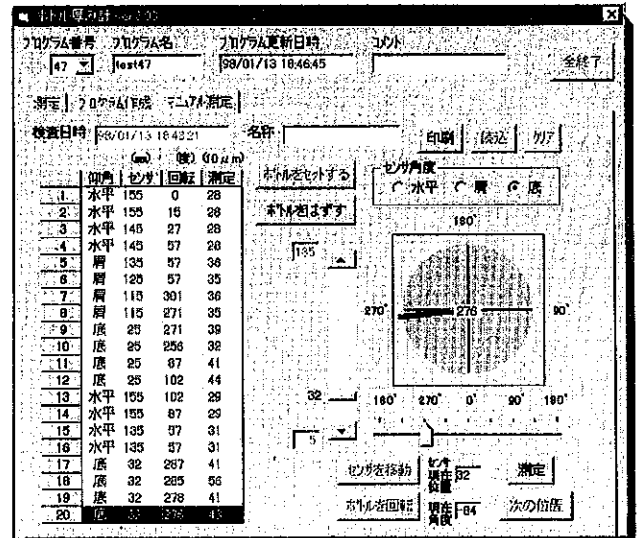 ボトル厚み計 ver 2.00
プログラム番号 プログラム名 プログラム更新日時 コメント
47 test47 98/01/13 18:46:45 全終了
測定 プログラム作成 マニュアル測定
検査日時 98/01/13 18:43:21 名称 印刷 読込 クリア
(mm) (度) (10μm)
仰角 センサ 回転 測定
1 水平 155 0 28
2 水平 155 15 28
3 水平 145 27 28
4 水平 145 57 28
5 肩 135 57 36
6 肩 125 57 35
7 肩 115 301 36
8 肩 115 271 35
9 底 25 271 39
10 底 25 256 32
11 底 25 87 41
12 底 25 102 44
13 水平 155 102 29
14 水平 155 87 29
15 水平 135 57 31
16 水平 135 57 31
17 底 32 287 41
18 底 32 285 56
19 底 32 278 41
20 底 276
ボトルをセットする
ボトルをはずす
センサ角度
水平 肩 底
135
32
5
180°
270° 276 90°
180° 270° 0° 90° 180°
センサを移動 センサ現在位置 32 測定
ボトルを回転 現在角度 -84 次の位置